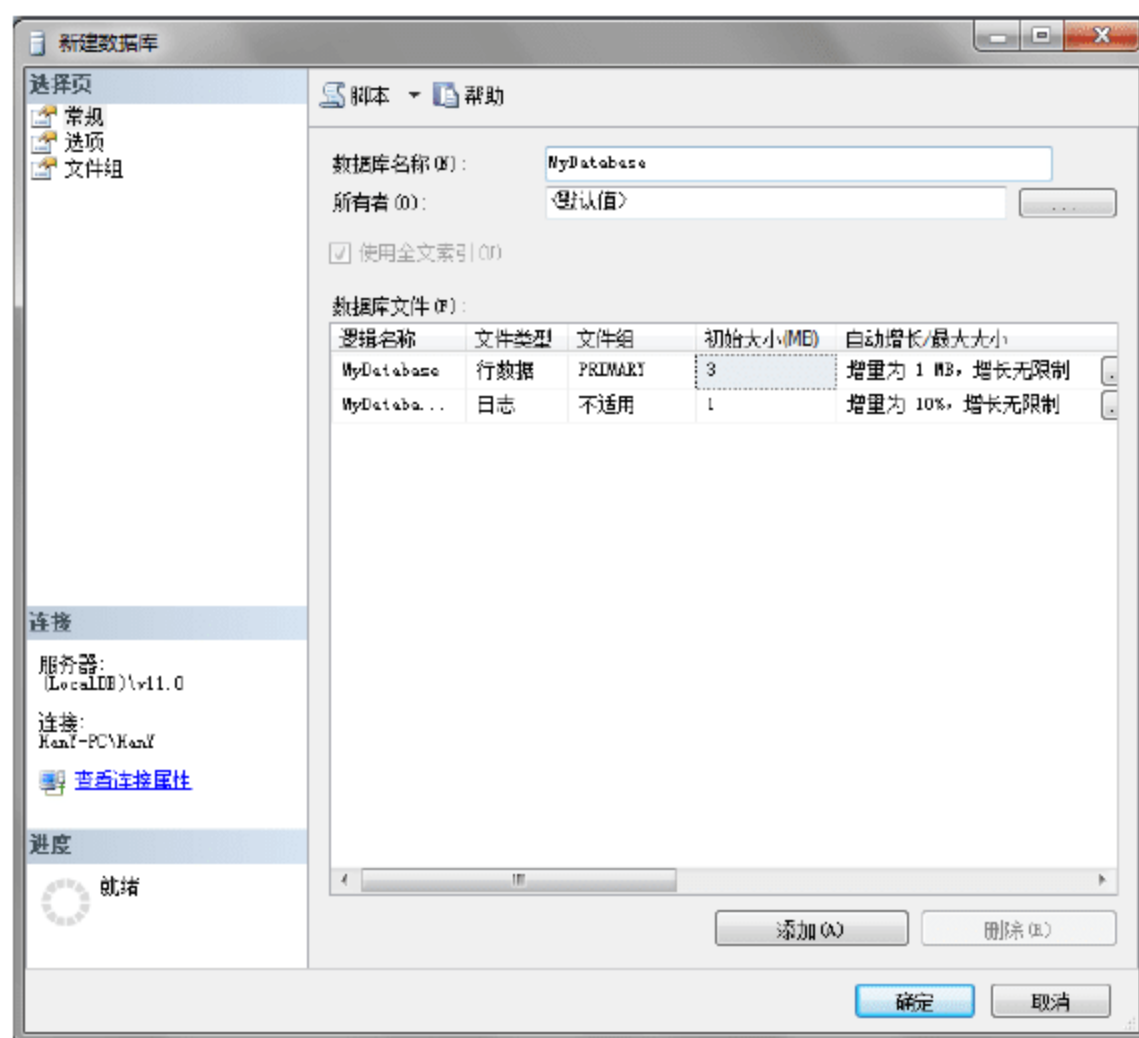 新建数据库
选择页
常规
选项
文件组
脚本 帮助
数据库名称(N): MyDatabase
所有者(O): <默认值> ...
使用全文索引(U)
数据库文件(F):
逻辑名称 文件类型 文件组 初始大小(MB) 自动增长/最大大小
MyDatabase 行数据 PRIMARY 3 增量为 1 MB，增长无限制
MyDataba... 日志 不适用 1 增量为 10%，增长无限制
连接
服务器:
(LocalDB)\v11.0
连接:
HanY-PC\HanY
查看连接属性
进度
就绪
添加(A) 删除(R)
确定 取消